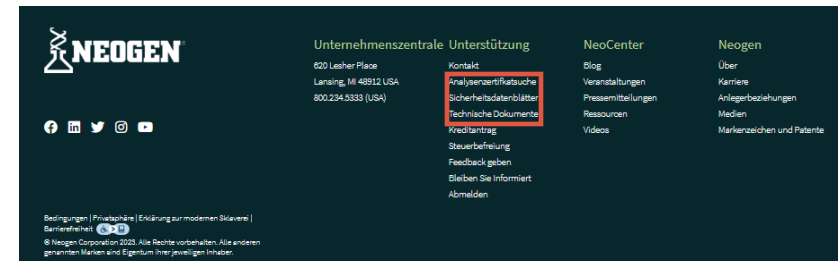 NEOGEN
Unternehmenszentrale
620 Lesher Place
Lansing, MI 48912 USA
800.234.5333 (USA)
Unterstützung
Kontakt
Analysenzertifkatsuche
Sicherheitsdatenblätter
Technische Dokumente
Kreditantrag
Steuerbefreiung
Feedback geben
Bleiben Sie Informiert
Abmelden
NeoCenter
Blog
Veranstaltungen
Pressemitteilungen
Ressourcen
Videos
Neogen
Über
Karriere
Anlegerbeziehungen
Medien
Markenzeichen und Patente
Bedingungen | Privatsphäre | Erklärung zur modernen Sklaverei |
Barrierefreiheit
© Neogen Corporation 2023. Alle Rechte vorbehalten. Alle anderen
genannten Marken sind Eigentum ihrer jeweiligen Inhaber.